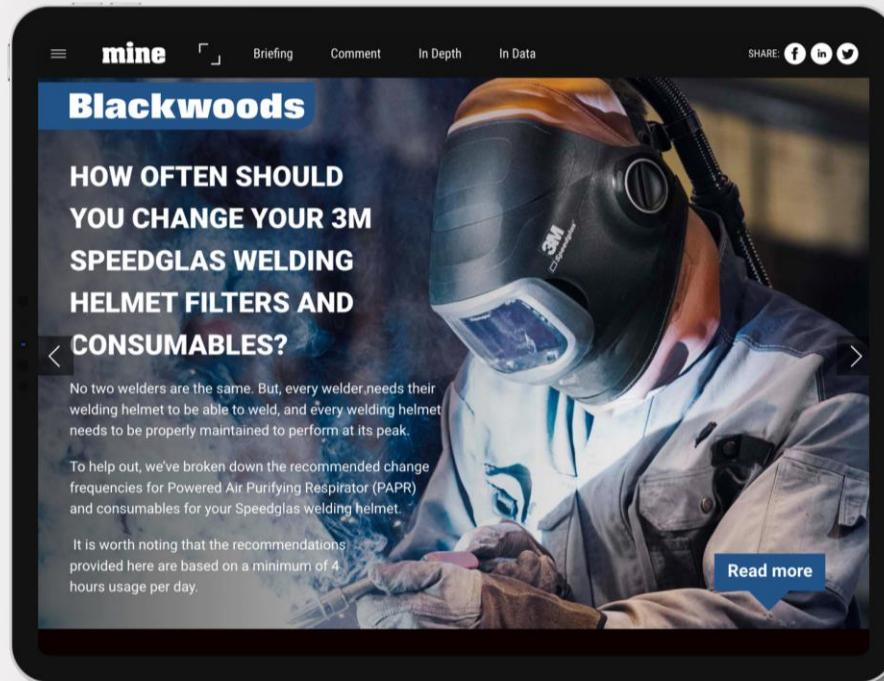 mine
Briefing
Comment
In Depth
In Data
SHARE:
Blackwoods
HOW OFTEN SHOULD
YOU CHANGE YOUR 3M
SPEEDGLAS WELDING
HELMET FILTERS AND
CONSUMABLES?
No two welders are the same. But, every welder needs their
welding helmet to be able to weld, and every welding helmet
needs to be properly maintained to perform at its peak.
To help out, we've broken down the recommended change
frequencies for Powered Air Purifying Respirator (PAPR)
and consumables for your Speedglas welding helmet.
It is worth noting that the recommendations
provided here are based on a minimum of 4
hours usage per day.
3M
Speedglas
Read more